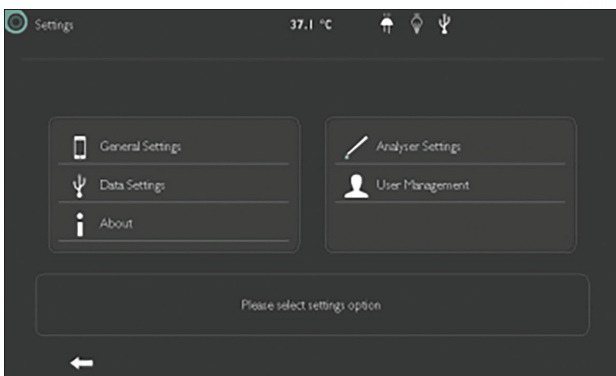 Settings
37.1 °C
General Settings
Data Settings
About
Analyser Settings
User Management
Please select settings option